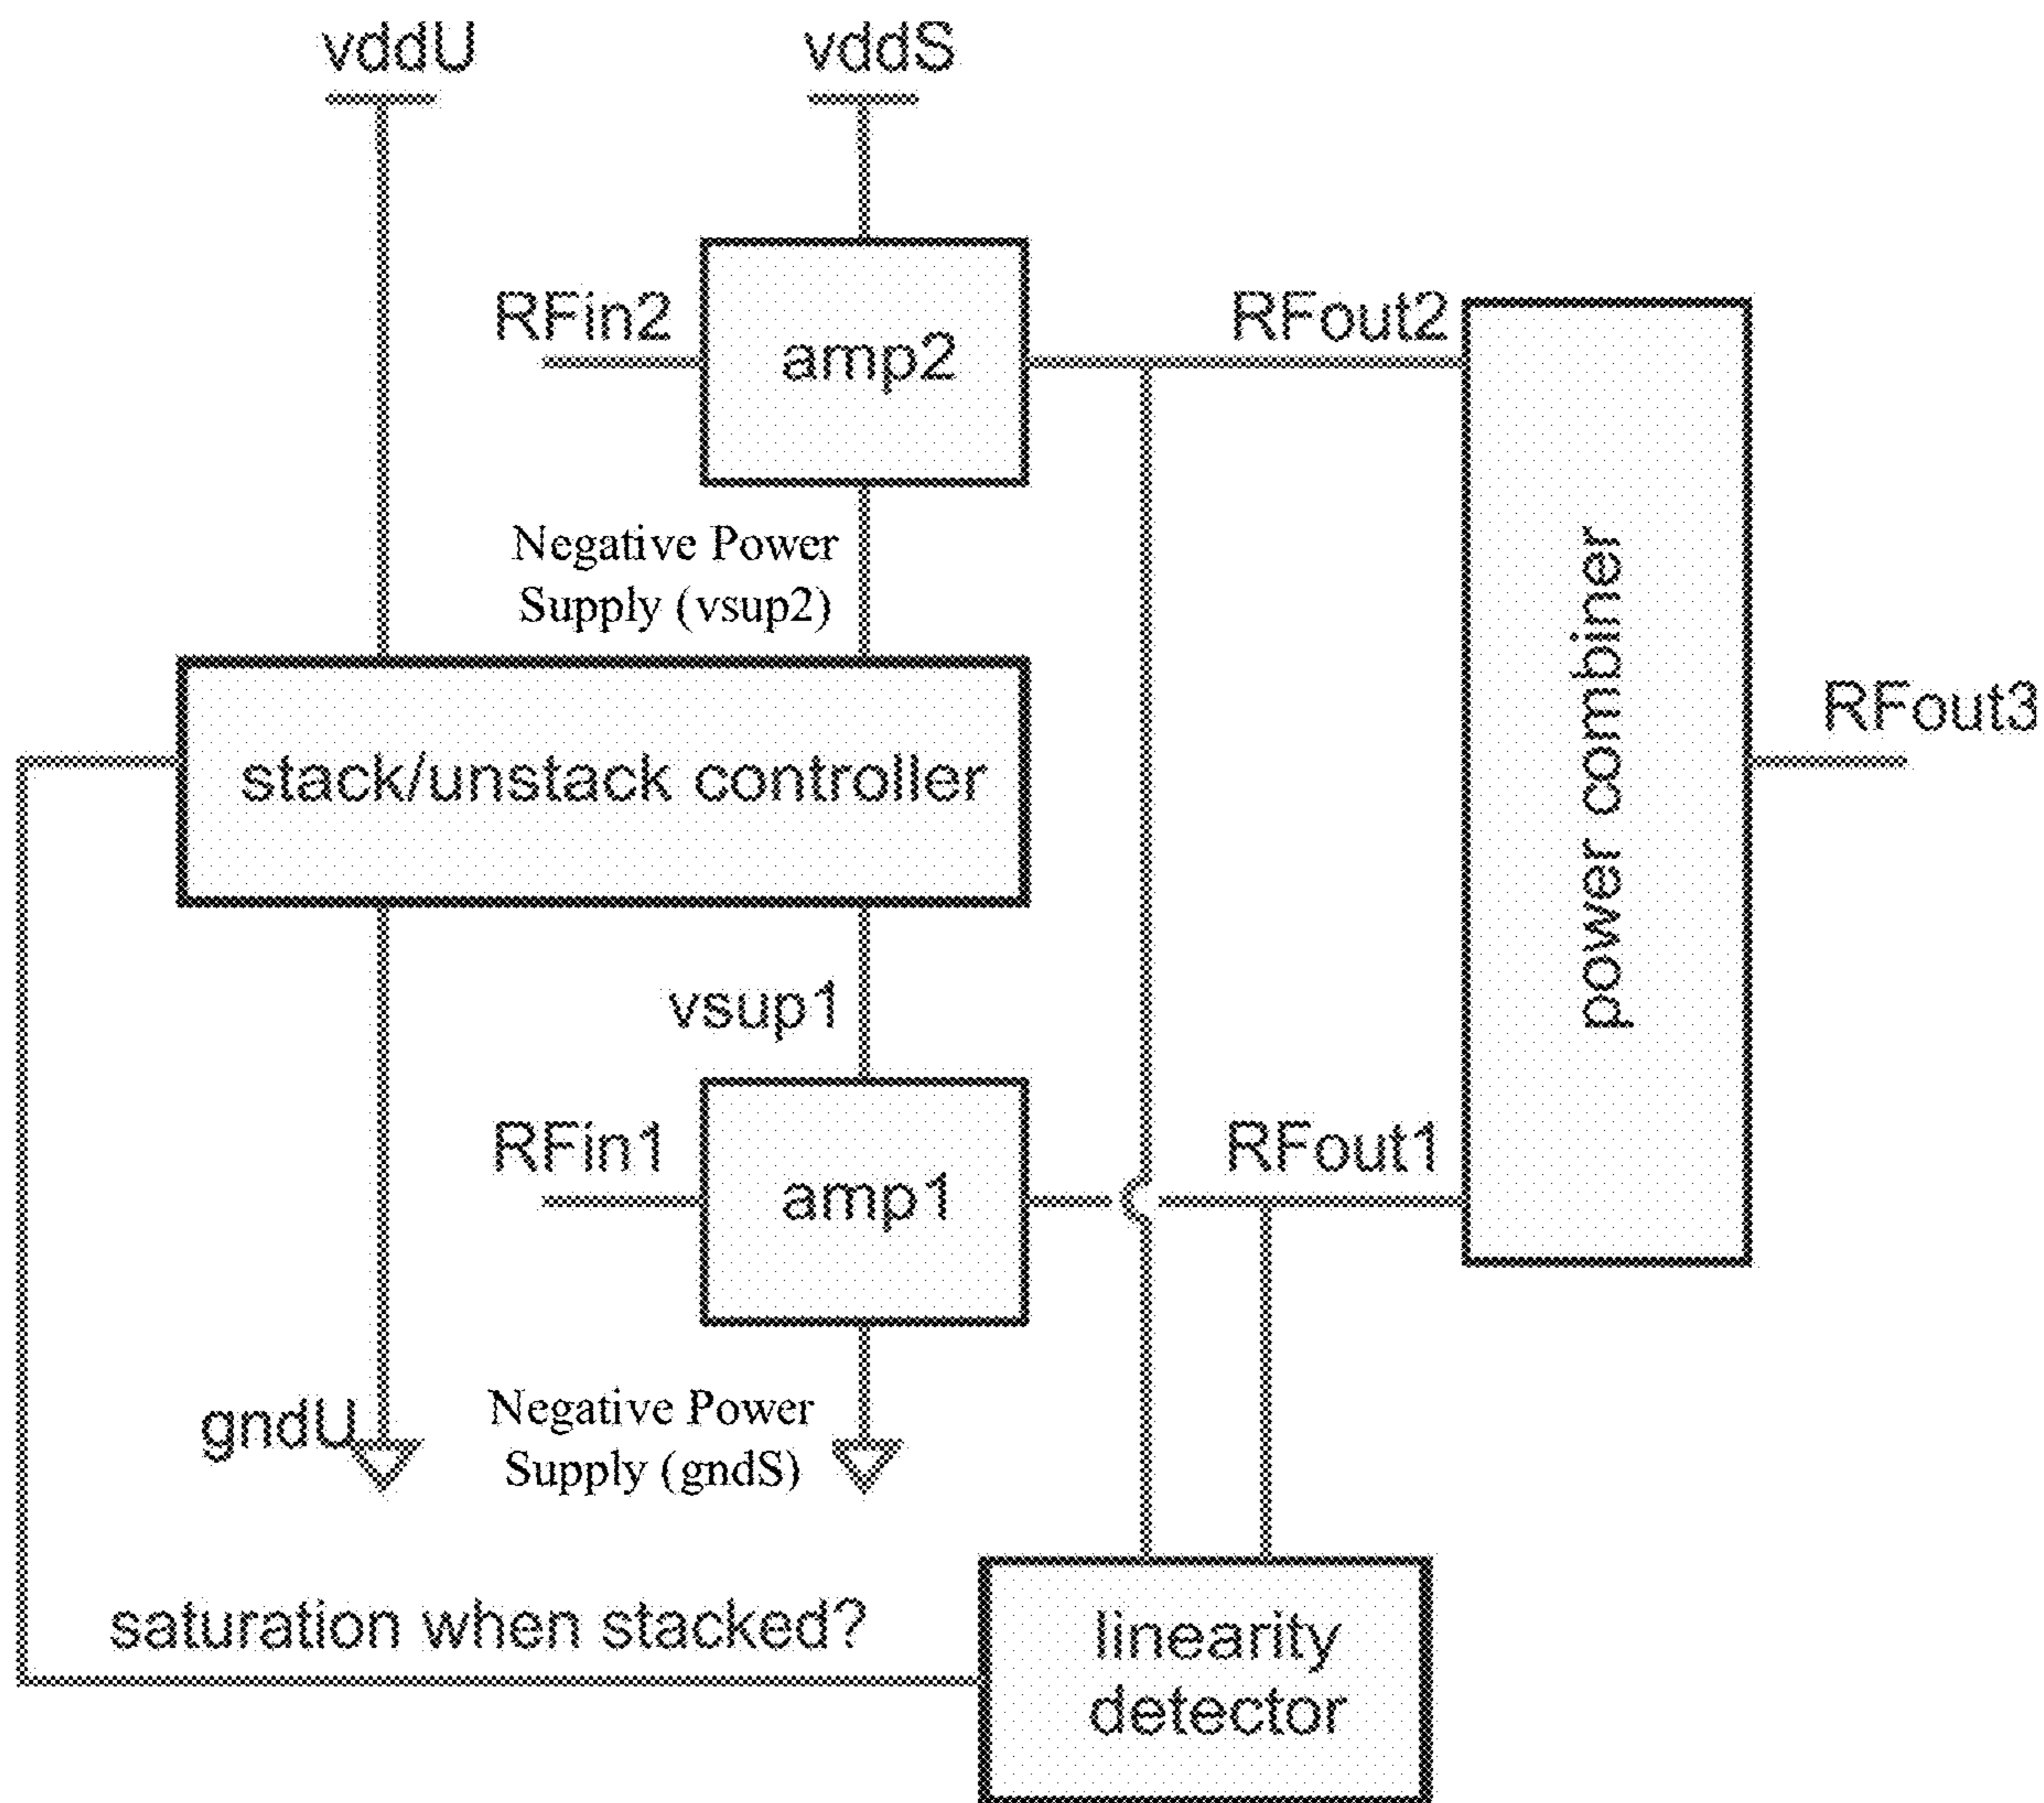 vddU
vddS
RFin2
amp2
RFout2
Negative Power
Supply (vsup2)
power combiner
RFout3
stack/unstack controller
vsup1
RFin1
amp1
RFout1
gndU
Negative Power
Supply (gndS)
saturation when stacked?
linearity
detector